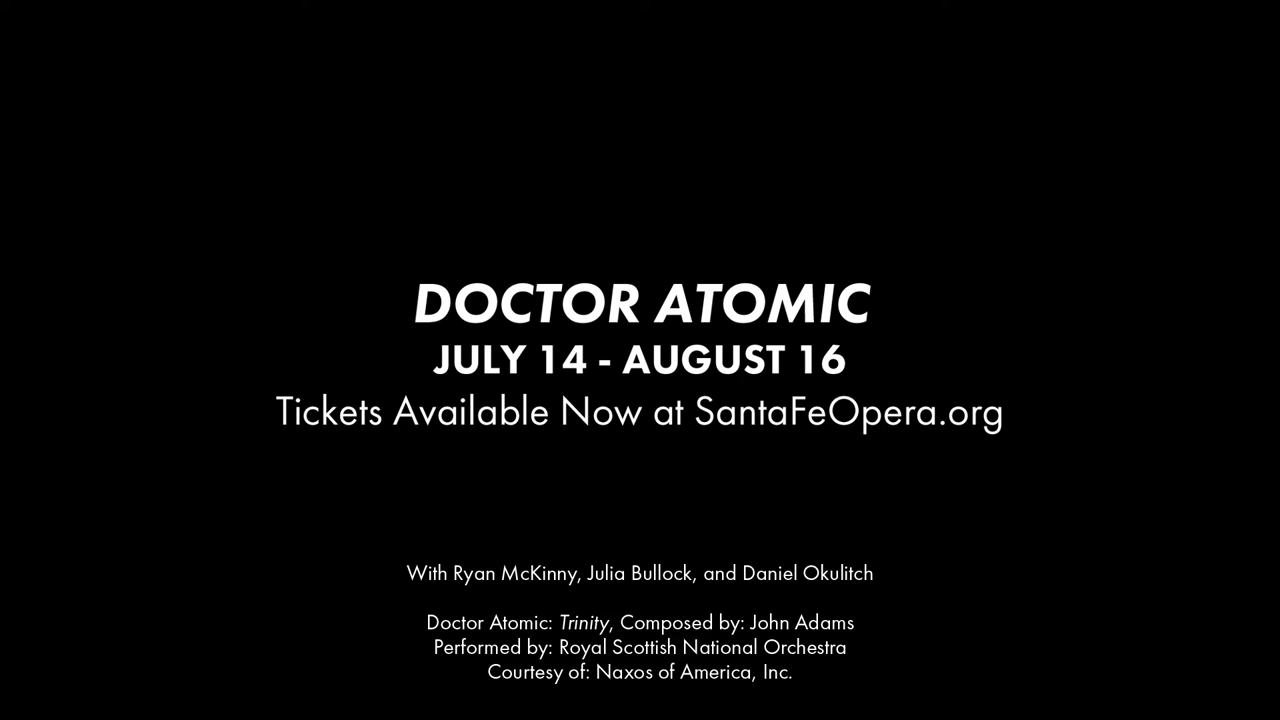 DOCTOR ATOMIC
JULY 14 - AUGUST 16
Tickets Available Now at SantaFeOpera.org
With Ryan McKinny, Julia Bullock, and Daniel Okulitch
Doctor Atomic: Trinity, Composed by: John Adams
Performed by: Royal Scottish National Orchestra
Courtesy of: Naxos of America, Inc.